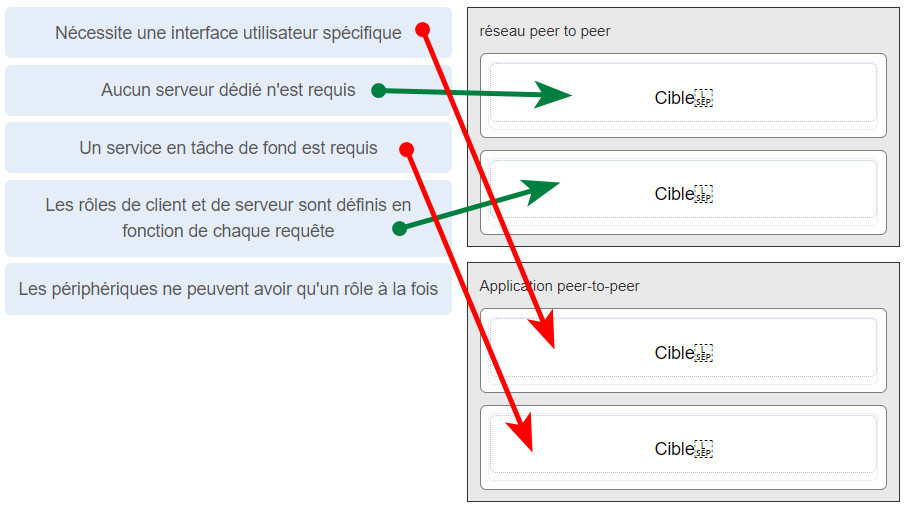 Nécessite une interface utilisateur spécifique
Aucun serveur dédié n'est requis
Un service en tâche de fond est requis
Les rôles de client et de serveur sont définis en
fonction de chaque requête
Les périphériques ne peuvent avoir qu'un rôle à la fois
réseau peer to peer
Cible
Cible
Application peer-to-peer
Cible
Cible